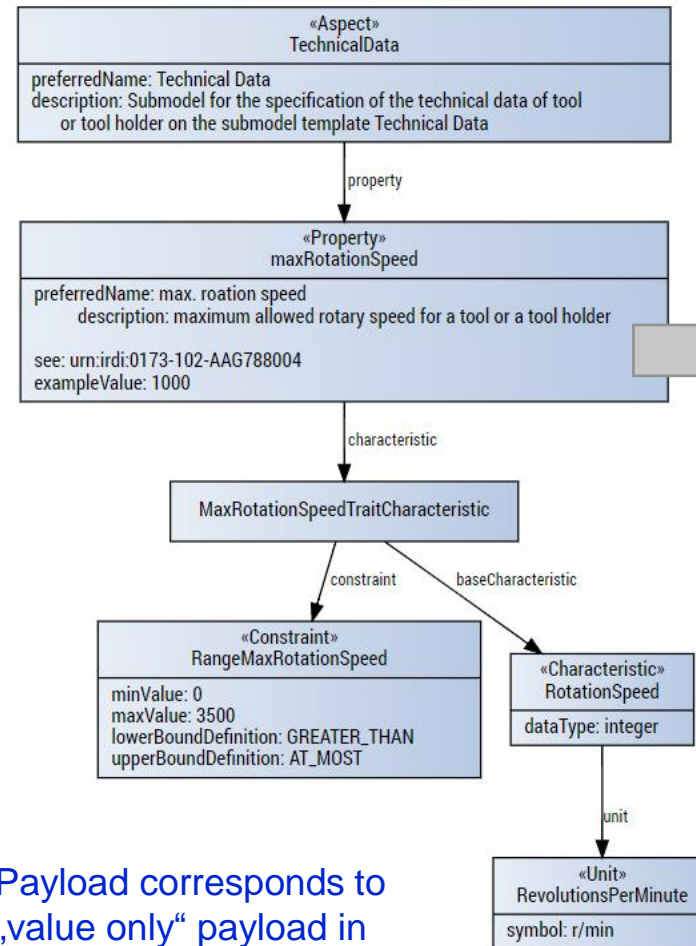 «Aspect»
TechnicalData
preferredName: Technical Data
description: Submodel for the specification of the technical data of tool
or tool holder on the submodel template Technical Data
property
«Property»
maxRotationSpeed
preferredName: max. roation speed
description: maximum allowed rotary speed for a tool or a tool holder
see: urn:irdi:0173-102-AAG788004
exampleValue: 1000
characteristic
MaxRotationSpeedTraitCharacteristic
constraint
baseCharacteristic
«Constraint»
RangeMaxRotationSpeed
minValue: 0
maxValue: 3500
lowerBoundDefinition: GREATER_THAN
upperBoundDefinition: AT_MOST
«Characteristic»
RotationSpeed
dataType: integer
unit
«Unit»
RevolutionsPerMinute
symbol: r/min
Payload corresponds to
„value only“ payload in